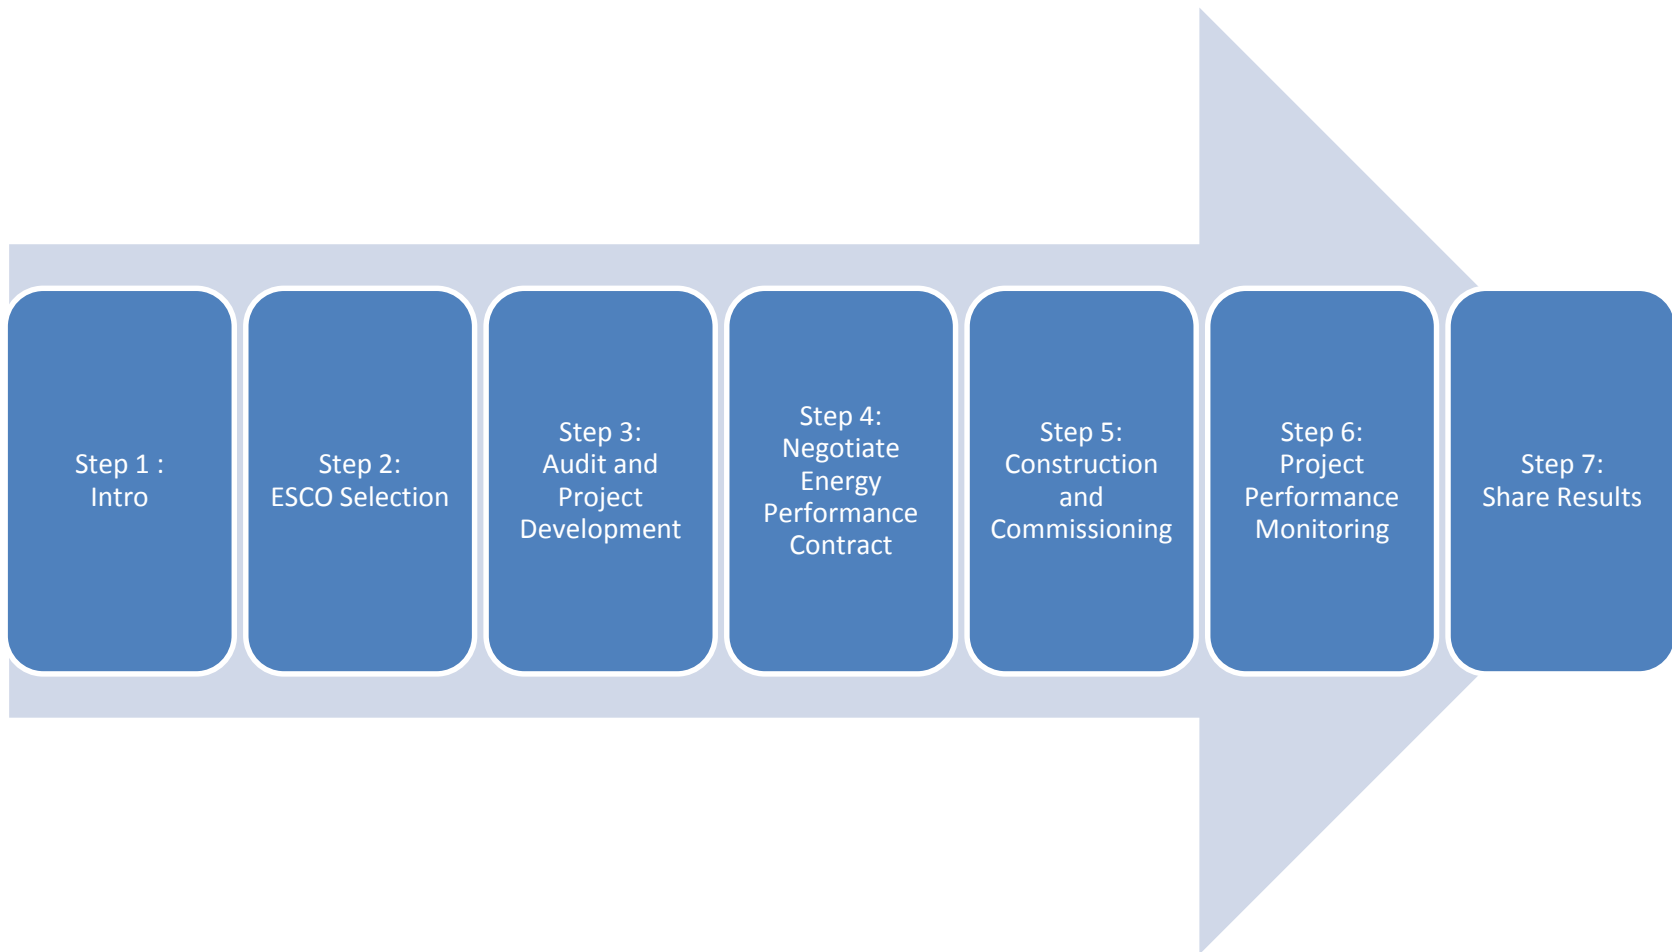 Step 1 :
Intro
Step 2:
ESCO Selection
Step 3:
Audit and
Project
Development
Step 4:
Negotiate
Energy
Performance
Contract
Step 5:
Construction
and
Commissioning
Step 6:
Project
Performance
Monitoring
Step 7:
Share Results